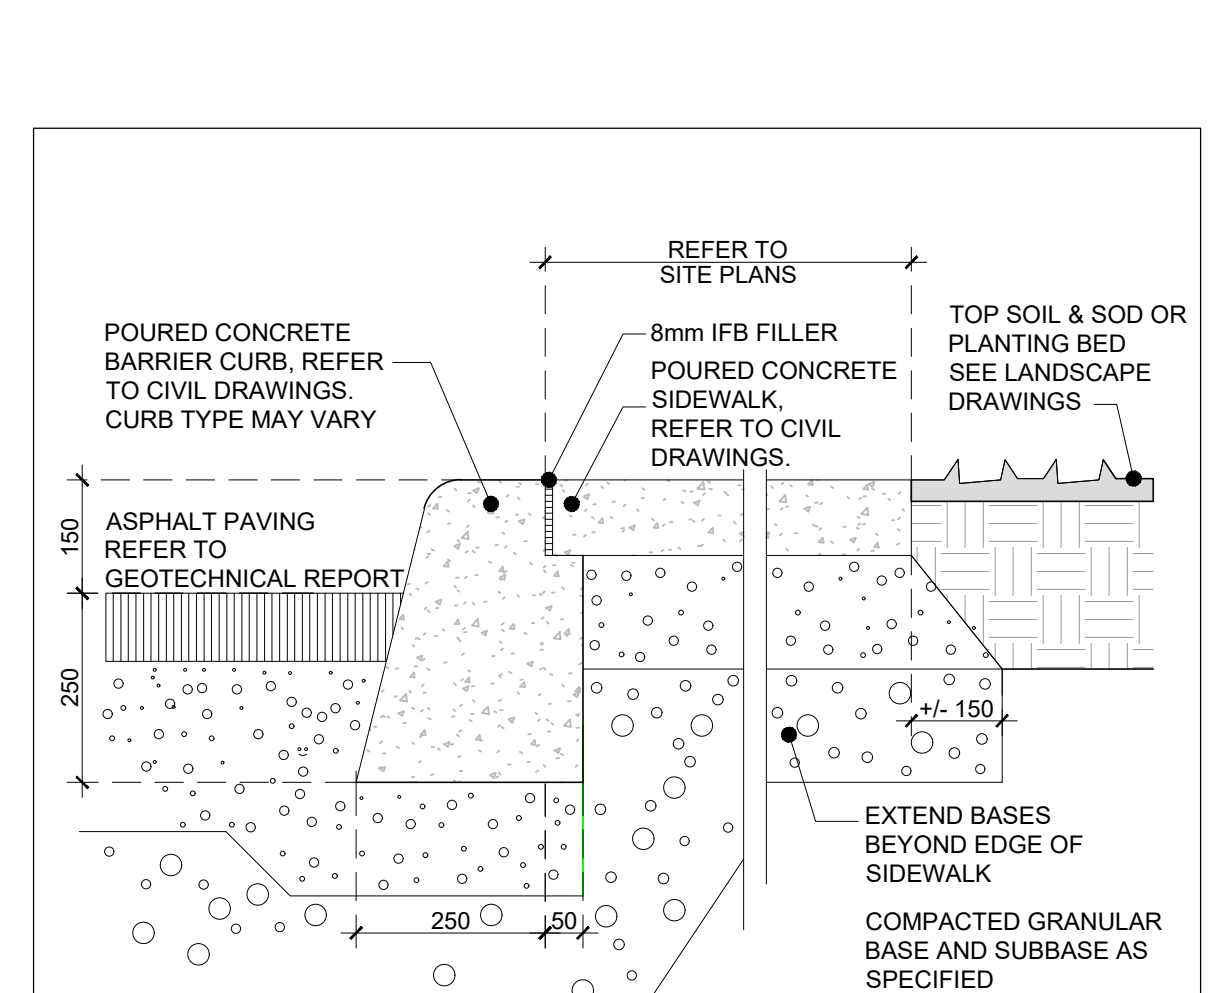 REFER TO
SITE PLANS
POURED CONCRETE
BARRIER CURB, REFER
TO CIVIL DRAWINGS.
CURB TYPE MAY VARY
8mm IFB FILLER
POURED CONCRETE
SIDEWALK,
REFER TO CIVIL
DRAWINGS.
TOP SOIL & SOD OR
PLANTING BED
SEE LANDSCAPE
DRAWINGS
150
ASPHALT PAVING
REFER TO
GEOTECHNICAL REPORT
250
+/- 150
EXTEND BASES
BEYOND EDGE OF
SIDEWALK
250
50
COMPACTED GRANULAR
BASE AND SUBBASE AS
SPECIFIED